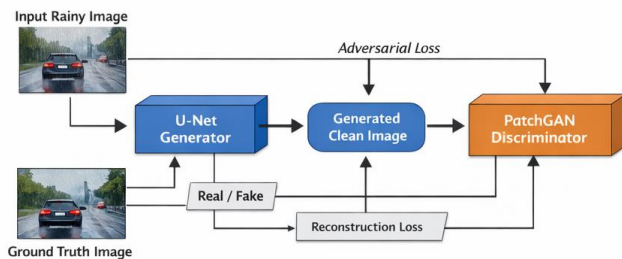 Input Rainy Image
Adversarial Loss
U-Net
Generator
Generated
Clean Image
PatchGAN
Discriminator
Real / Fake
Reconstruction Loss
Ground Truth Image